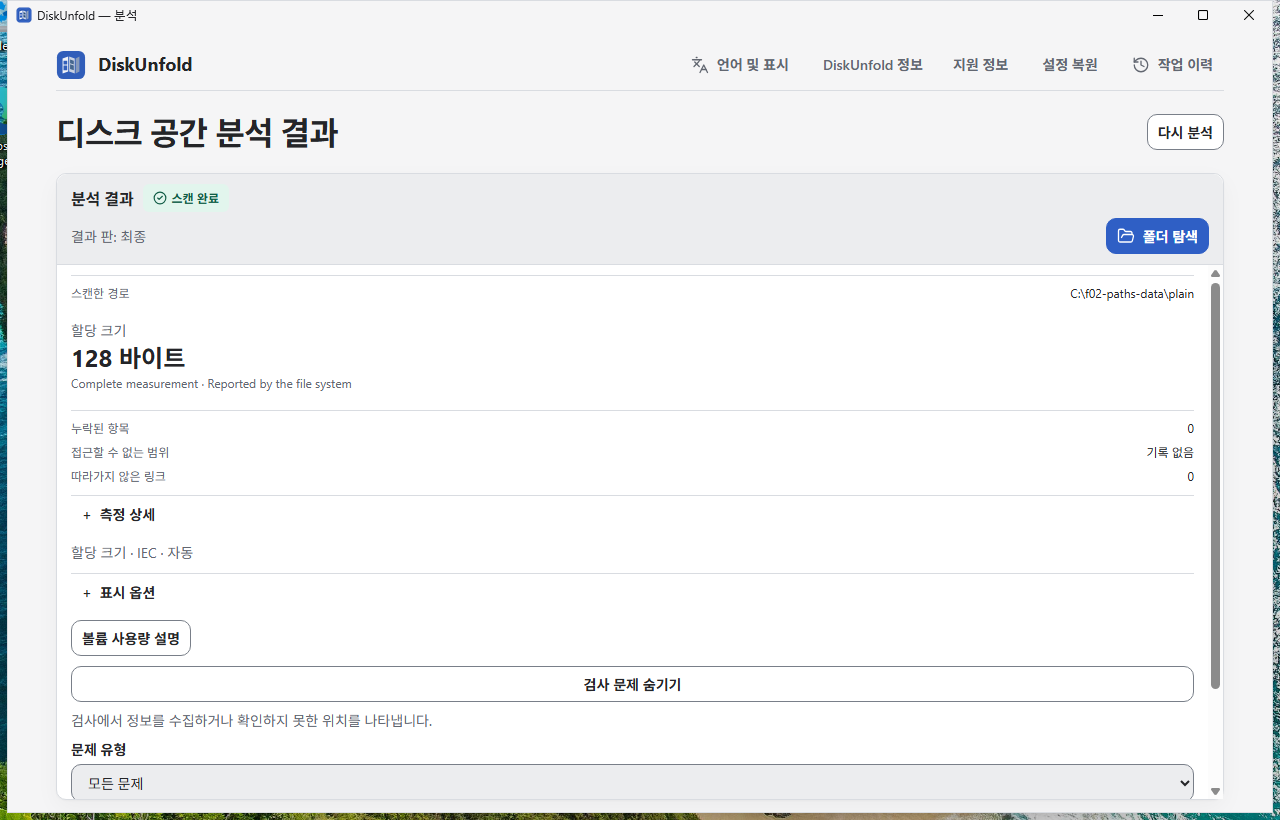 DiskUnfold — 분석
DiskUnfold
언어 및 표시
DiskUnfold 정보
지원 정보
설정 복원
작업 이력
디스크 공간 분석 결과
다시 분석
분석 결과
스캔 완료
결과 판: 최종
폴더 탐색
스캔한 경로
C:\f02-paths-data\plain
할당 크기
128 바이트
Complete measurement · Reported by the file system
누락된 항목
0
접근할 수 없는 범위
기록 없음
따라가지 않은 링크
0
+ 측정 상세
할당 크기 · IEC · 자동
+ 표시 옵션
볼륨 사용량 설명
검사 문제 숨기기
검사에서 정보를 수집하거나 확인하지 못한 위치를 나타냅니다.
문제 유형
모든 문제